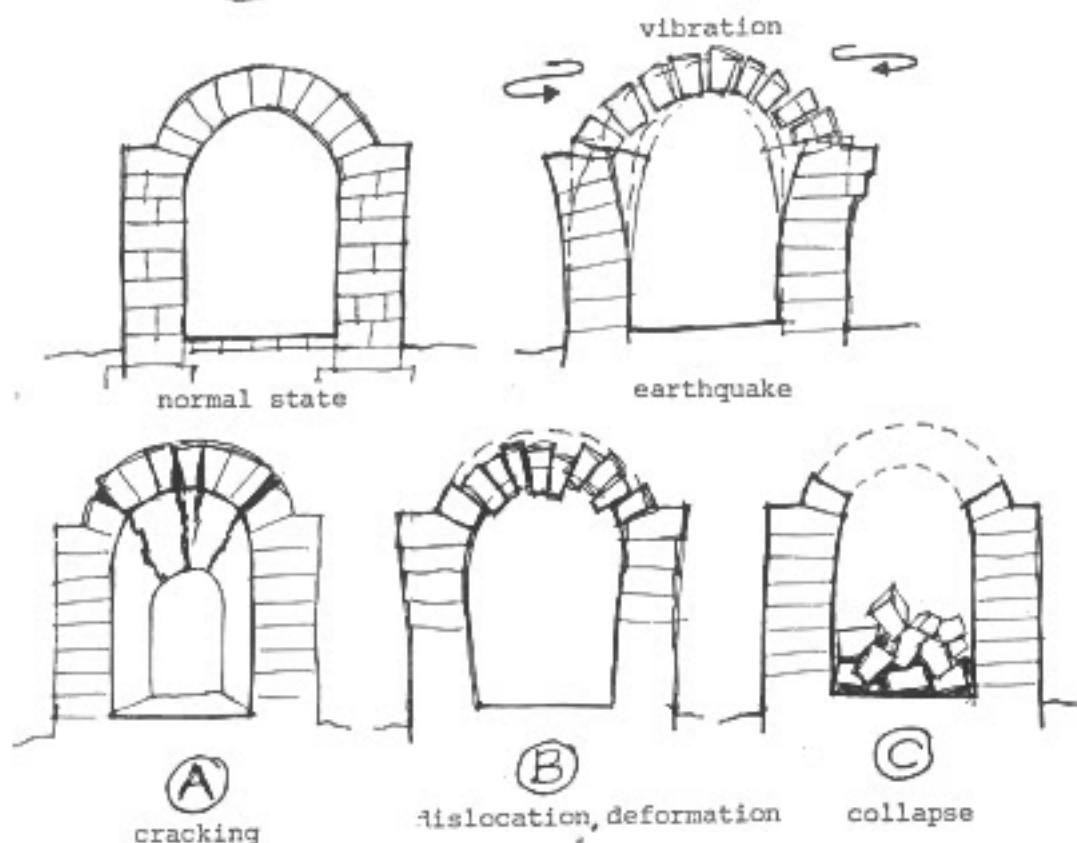 vibration
normal state
earthquake
A
B
C
cracking
dislocation, deformation
collapse